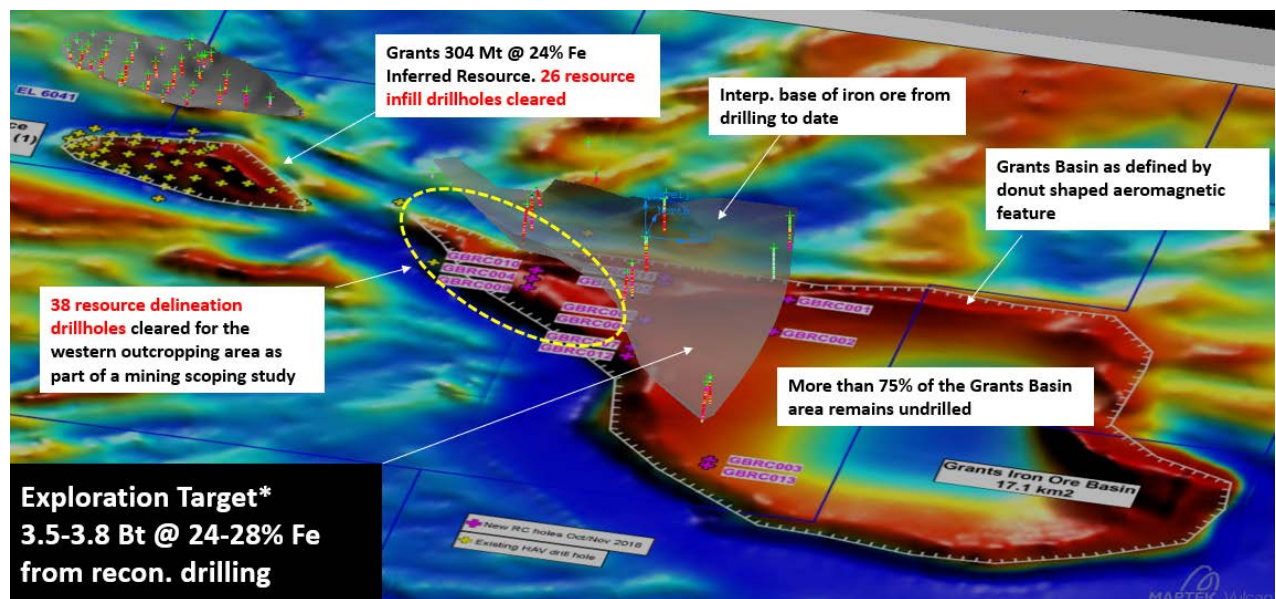 Grants 304 Mt @ 24% Fe
Inferred Resource. 26 resource
infill drillholes cleared
Interp. base of iron ore from
drilling to date
Grants Basin as defined by
donut shaped aeromagnetic
feature
EL 6041
(1)
38 resource delineation
drillholes cleared for the
western outcropping area as
part of a mining scoping study
GBRC010
GBRC004
GBRC009
GBRC012
GBRC001
GBRC002
More than 75% of the Grants Basin
area remains undrilled
GBRC003
GBRC013
Grants Iron Ore Basin
17.1 km2
Exploration Target*
3.5-3.8 Bt @ 24-28% Fe
from recon. drilling
New RC holes Oct/Nov 2018
Existing HAV drill hole
MAPTEK Vulcan